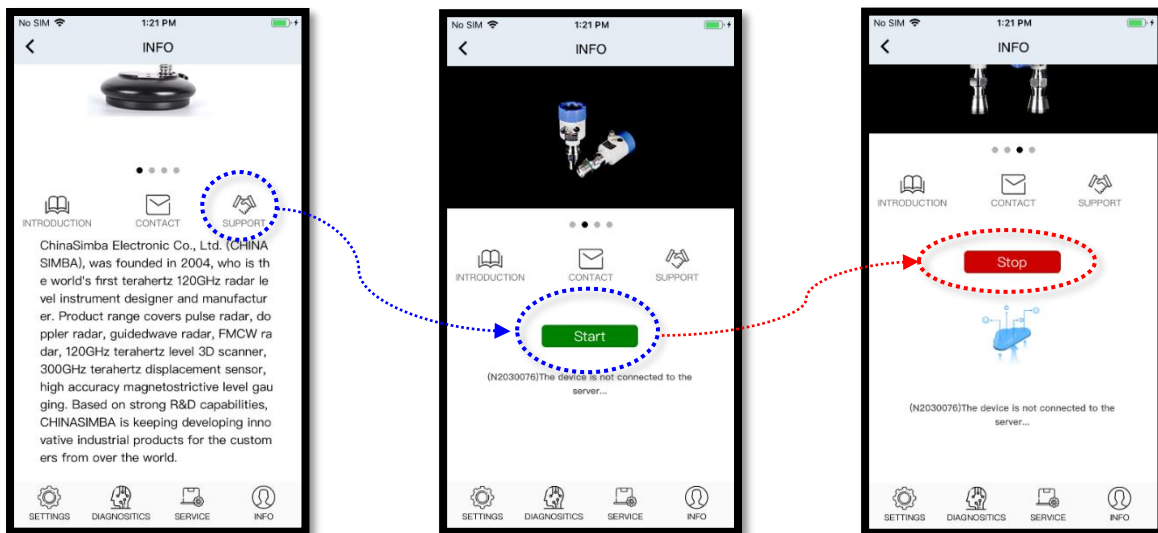 No SIM 1:21 PM
INFO
INTRODUCTION CONTACT SUPPORT
ChinaSimba Electronic Co., Ltd. (CHINA
SIMBA), was founded in 2004, who is th
e world's first terahertz 120GHz radar le
vel instrument designer and manufactur
er. Product range covers pulse radar, do
ppler radar, guidedwave radar, FMCW ra
dar, 120GHz terahertz level 3D scanner,
300GHz terahertz displacement sensor,
high accuracy magnetostrictive level gau
ging. Based on strong R&D capabilities,
CHINASIMBA is keeping developing inno
vative industrial products for the custom
ers from over the world.
SETTINGS DIAGNOSITICS SERVICE INFO
No SIM 1:21 PM
INFO
INTRODUCTION CONTACT SUPPORT
Start
(N2030076)The device is not connected to the
server...
SETTINGS DIAGNOSITICS SERVICE INFO
No SIM 1:21 PM
INFO
INTRODUCTION CONTACT SUPPORT
Stop
(N2030076)The device is not connected to the
server...
SETTINGS DIAGNOSITICS SERVICE INFO